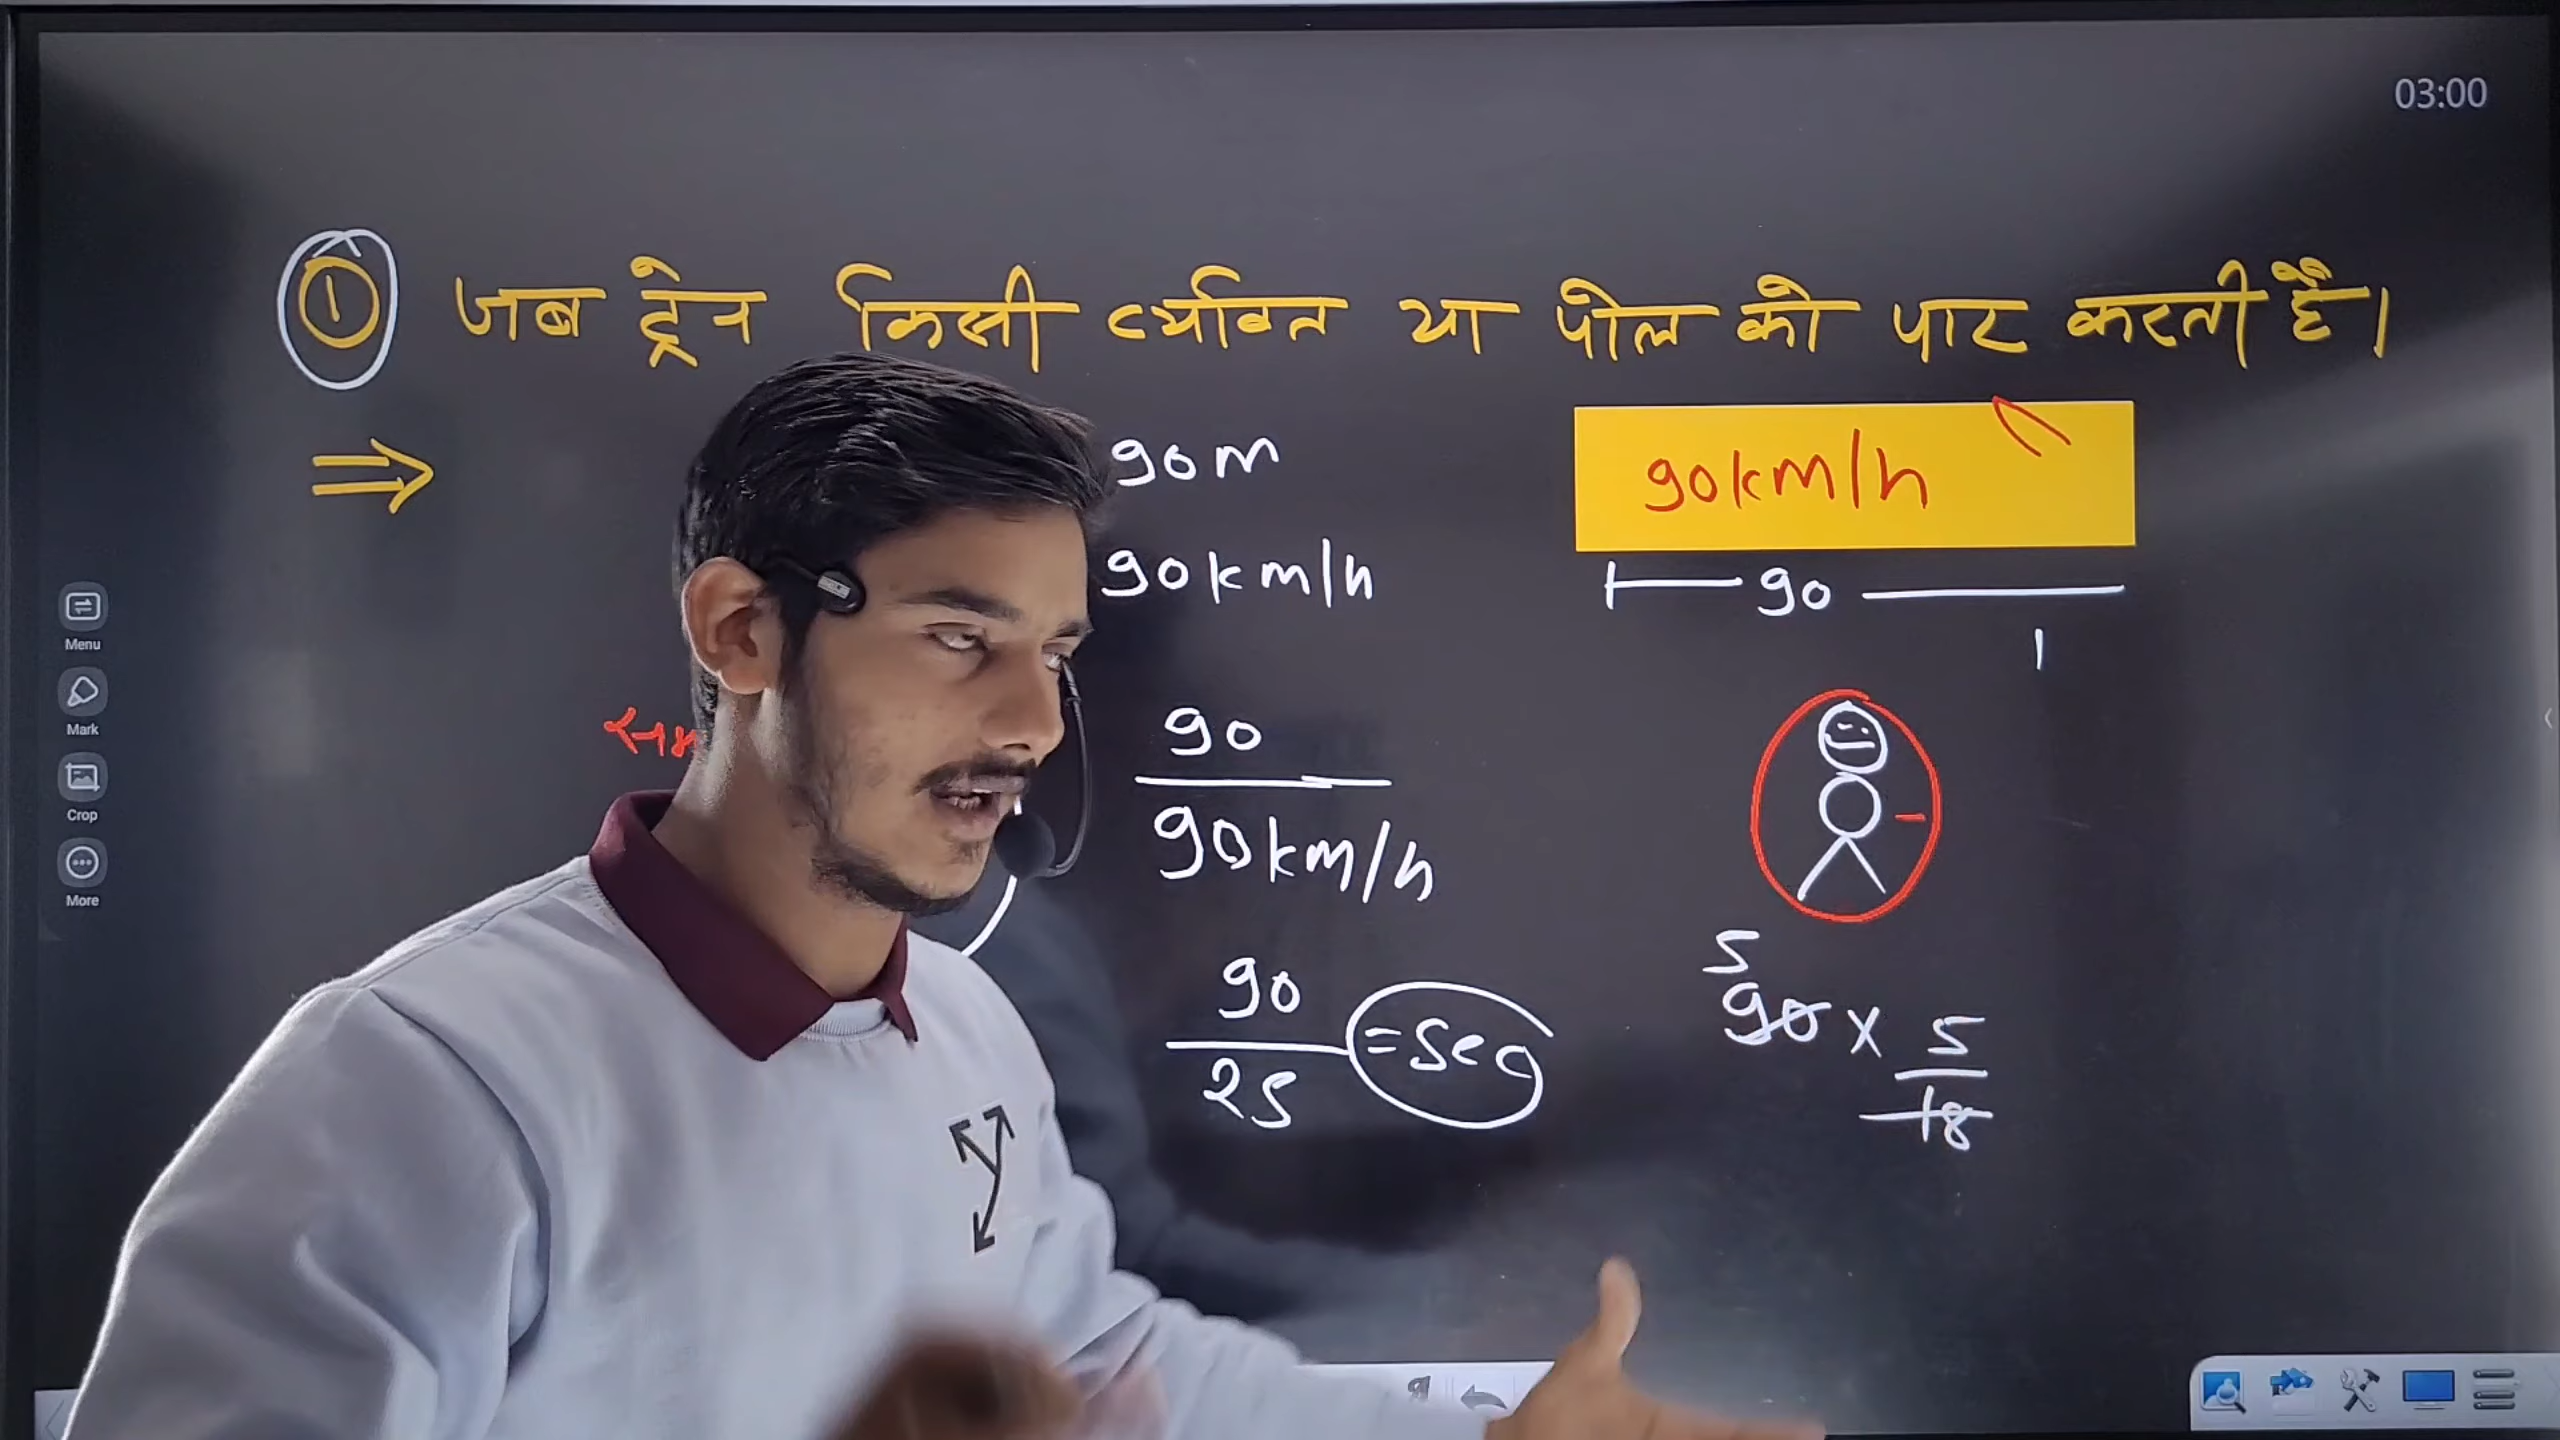 03:00
① जब ट्रेन किसी व्यक्ति या पोल को पार करती है।
⇒ 90m
90km/h
90km/h
90
90
90km/h
5
90 × 5/18
90/25 = Sec
Menu
Mark
Crop
More